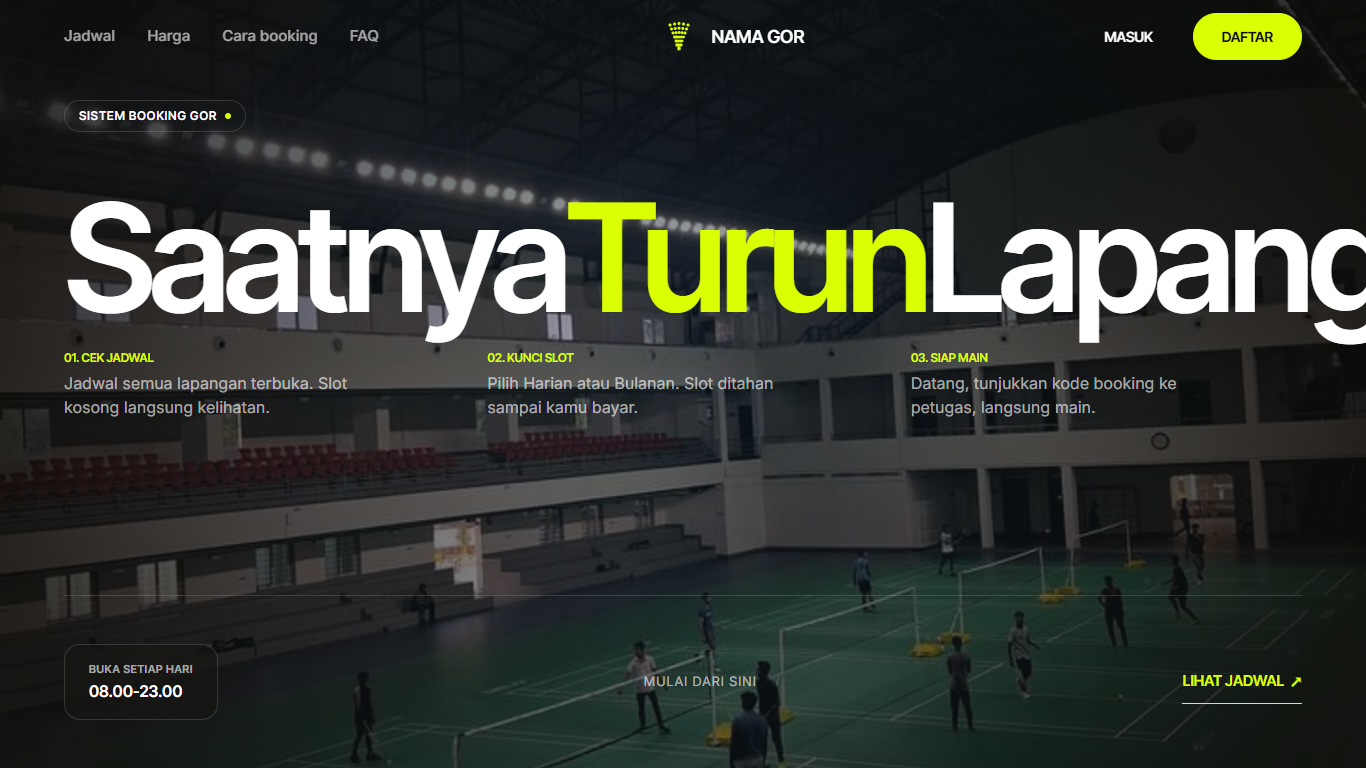 Jadwal Harga Cara booking FAQ NAMA GOR MASUK DAFTAR
SISTEM BOOKING GOR
SaatnyaTurunLapang
01. CEK JADWAL
Jadwal semua lapangan terbuka. Slot
kosong langsung kelihatan.
02. KUNCI SLOT
Pilih Harian atau Bulanan. Slot ditahan
sampai kamu bayar.
03. SIAP MAIN
Datang, tunjukkan kode booking ke
petugas, langsung main.
BUKA SETIAP HARI
08.00-23.00
MULAI DARI SINI
LIHAT JADWAL ↗